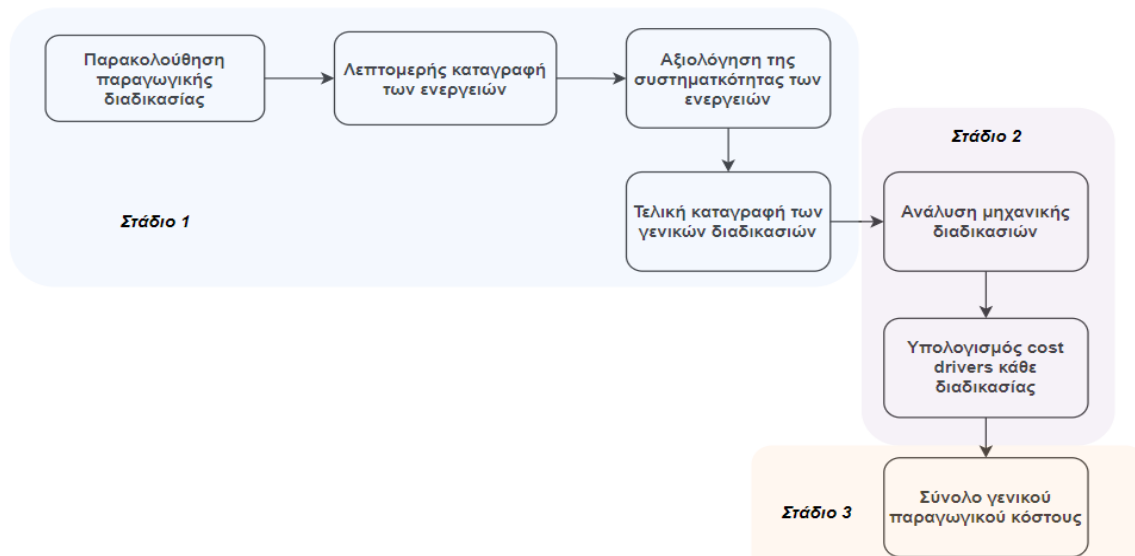 Παρακολούθηση
παραγωγικής
διαδικασίας
Λεπτομερής καταγραφή
των ενεργειών
Αξιολόγηση της
συστηματκότητας των
ενεργειών
Στάδιο 1
Τελική καταγραφή των
γενικών διαδικασιών
Στάδιο 2
Ανάλυση μηχανικής
διαδικασιών
Υπολογισμός cost
drivers κάθε
διαδικασίας
Στάδιο 3
Σύνολο γενικού
παραγωγικού κόστους